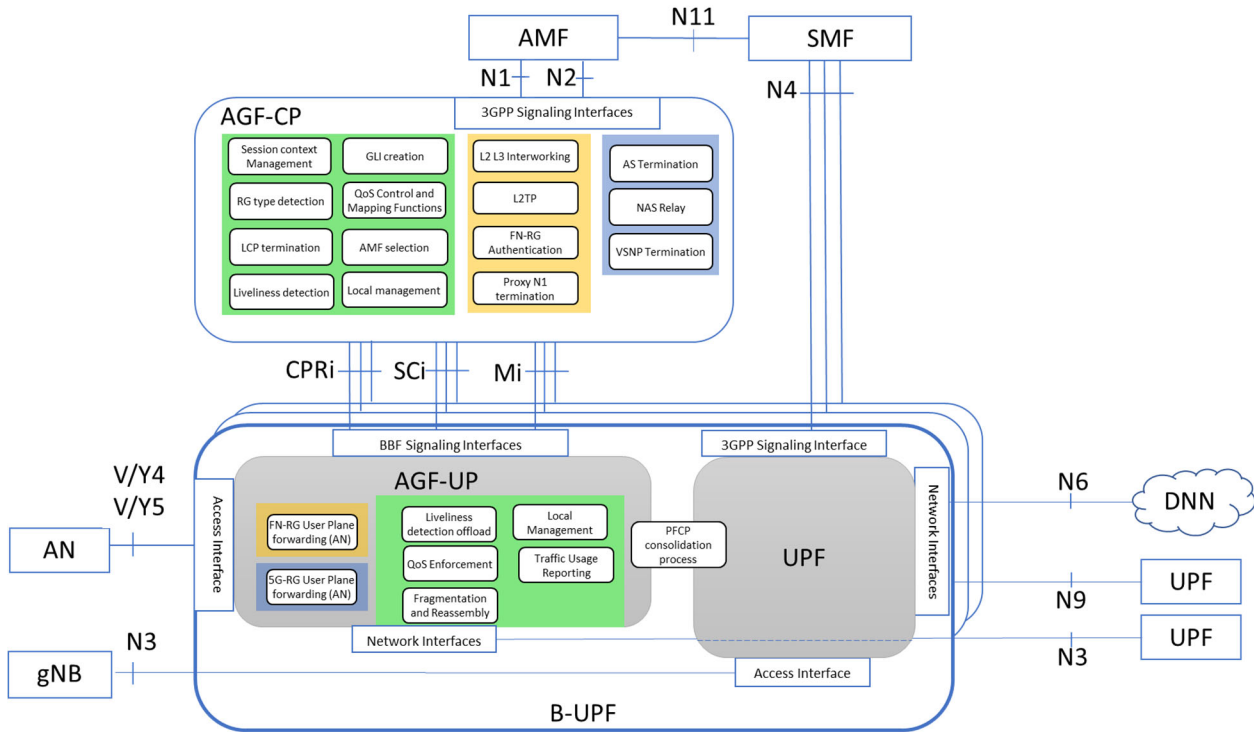 N11
AMF
SMF
N1
N2
N4
3GPP Signaling Interfaces
AGF-CP
Session context
Management
GLI creation
L2 L3 Interworking
AS Termination
RG type detection
QoS Control and
Mapping Functions
L2TP
NAS Relay
LCP termination
AMF selection
FN-RG
Authentication
VSNP Termination
Liveliness detection
Local management
Proxy N1
termination
CPRi
SCi
Mi
BBF Signaling Interfaces
3GPP Signaling Interface
V/Y4
V/Y5
AN
Access Interface
AGF-UP
FN-RG User Plane
forwarding (AN)
5G-RG User Plane
forwarding (AN)
Liveliness
detection offload
Local
Management
QoS Enforcement
Traffic Usage
Reporting
Fragmentation
and Reassembly
PFCP
consolidation
process
UPF
Network Interfaces
N6
DNN
N9
UPF
Network Interfaces
N3
UPF
N3
gNB
Access Interface
B-UPF